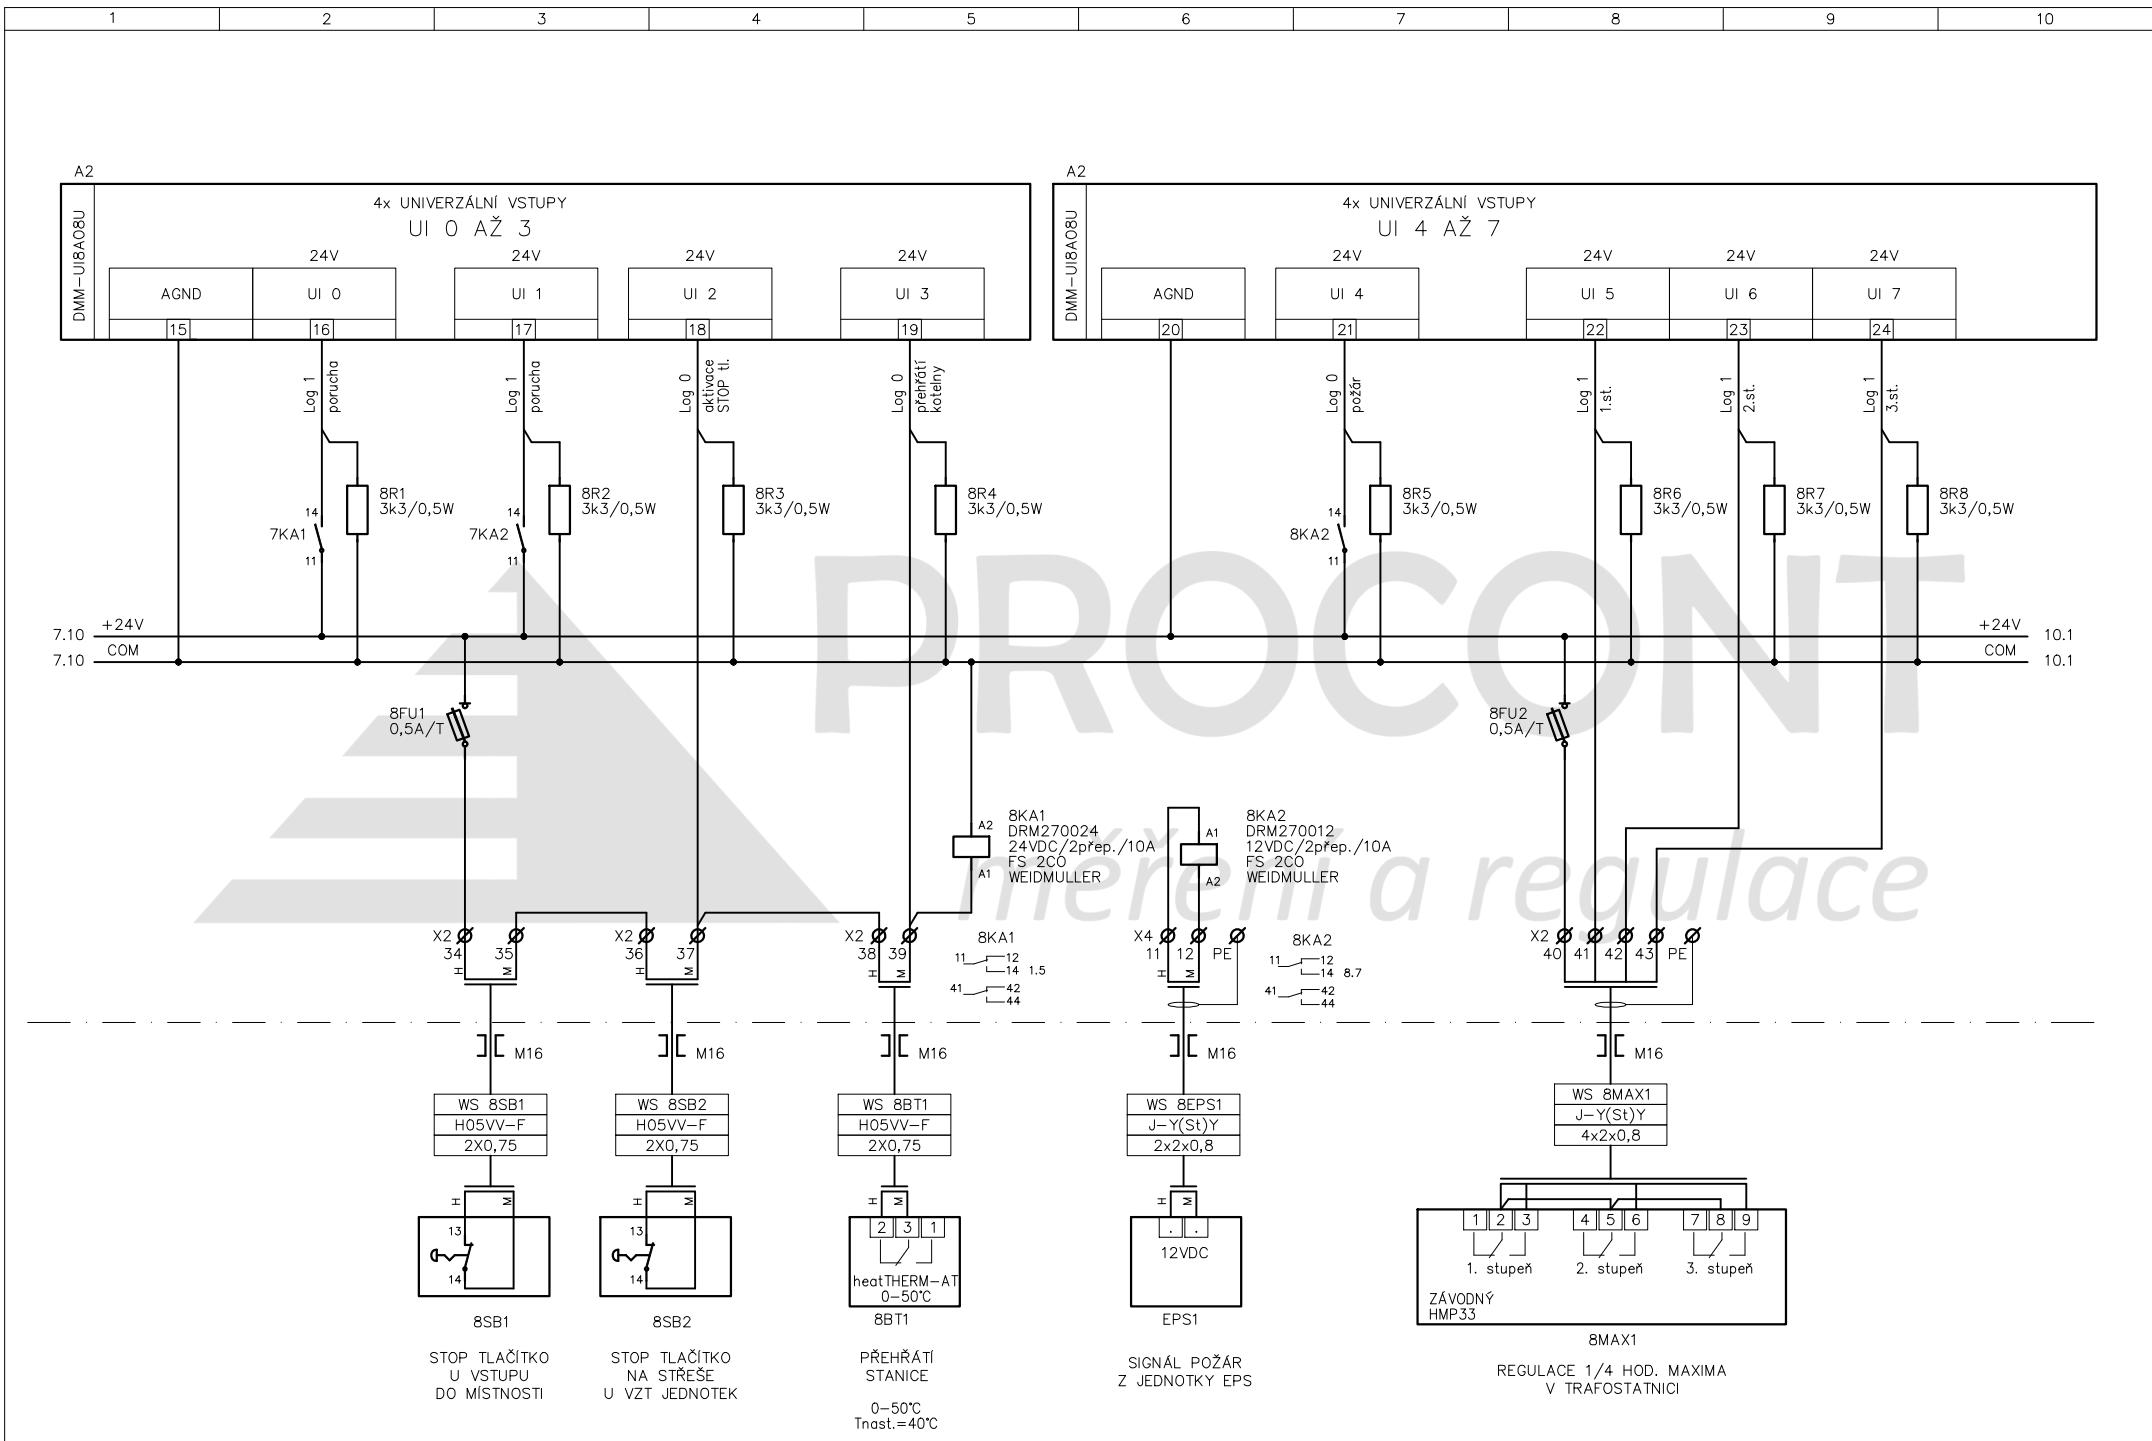 1 2 3 4 5 6 7 8 9 10
A2
DMM-UI8AO8U
4x UNIVERZÁLNÍ VSTUPY
UI 0 AŽ 3
24V 24V 24V 24V
AGND UI 0 UI 1 UI 2 UI 3
15 16 17 18 19
A2
DMM-UI8AO8U
4x UNIVERZÁLNÍ VSTUPY
UI 4 AŽ 7
24V 24V 24V 24V
AGND UI 4 UI 5 UI 6 UI 7
20 21 22 23 24
Log 1
porucha
Log 1
porucha
Log 0
aktivace
STOP tl.
Log 0
přehřátí
kotelny
Log 0
požár
Log 1
1.st.
Log 1
2.st.
Log 1
3.st.
8R1
3k3/0,5W
8R2
3k3/0,5W
8R3
3k3/0,5W
8R4
3k3/0,5W
8R5
3k3/0,5W
8R6
3k3/0,5W
8R7
3k3/0,5W
8R8
3k3/0,5W
14
7KA1
11
14
7KA2
11
14
8KA2
11
PROCONT
měření a regulace
7.10 +24V
7.10 COM
+24V 10.1
COM 10.1
8FU1
0,5A/T
8FU2
0,5A/T
A2
A1
8KA1
DRM270024
24VDC/2přep./10A
FS 2CO
WEIDMULLER
A1
A2
8KA2
DRM270012
12VDC/2přep./10A
FS 2CO
WEIDMULLER
X2 34 35
H M
X2 36 37
H M
X2 38 39
H M
8KA1
11 12
14 1.5
41 42
44
X4 11 12 PE
H M
8KA2
11 12
14 8.7
41 42
44
X2 40 41 42 43 PE
M16 M16 M16 M16 M16
WS 8SB1
H05VV-F
2X0,75
WS 8SB2
H05VV-F
2X0,75
WS 8BT1
H05VV-F
2X0,75
WS 8EPS1
J-Y(St)Y
2x2x0,8
WS 8MAX1
J-Y(St)Y
4x2x0,8
H M
13
14
8SB1
STOP TLAČÍTKO
U VSTUPU
DO MÍSTNOSTI
H M
13
14
8SB2
STOP TLAČÍTKO
NA STŘEŠE
U VZT JEDNOTEK
H M
2 3 1
heatTHERM-AT
0-50°C
8BT1
PŘEHŘÁTÍ
STANICE
0-50°C
Tnast.=40°C
H M
. .
12VDC
EPS1
SIGNÁL POŽÁR
Z JEDNOTKY EPS
1 2 3 4 5 6 7 8 9
1. stupeň 2. stupeň 3. stupeň
ZÁVODNÝ
HMP33
8MAX1
REGULACE 1/4 HOD. MAXIMA
V TRAFOSTATNICI